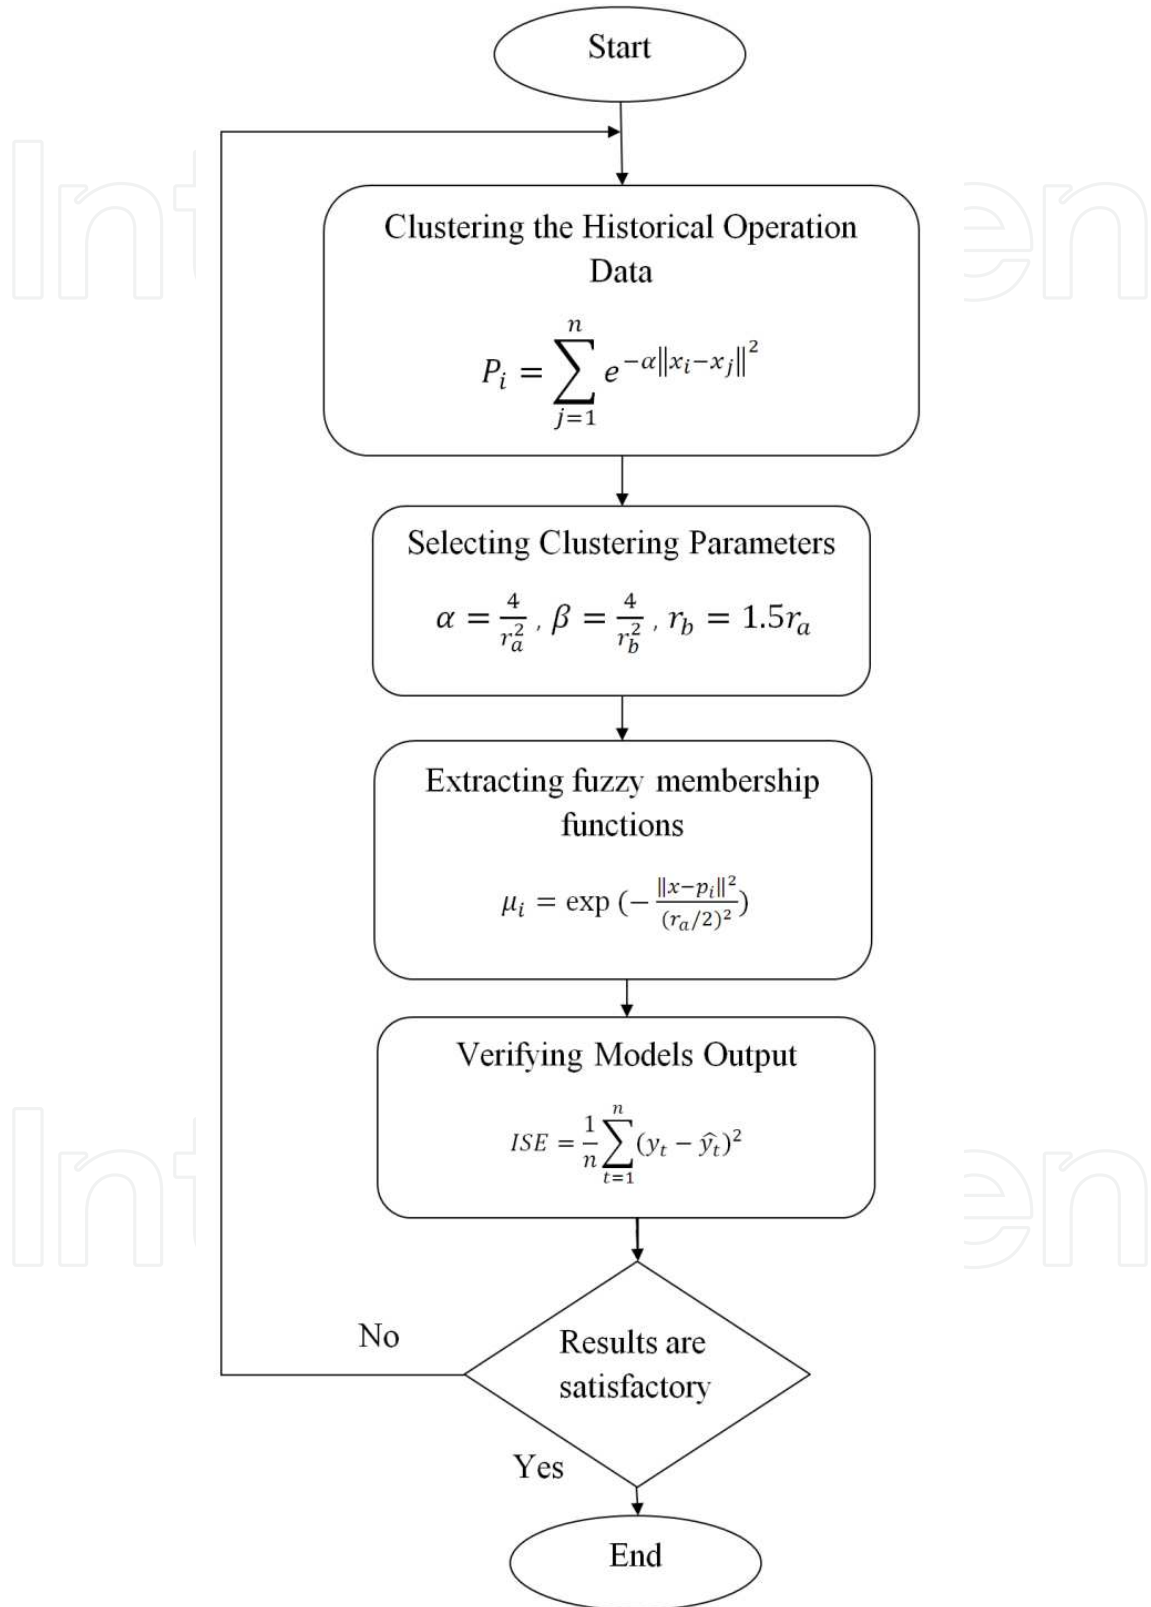 Start
Clustering the Historical Operation
Data
$P_i = \sum_{j=1}^{n} e^{-\alpha\|x_i - x_j\|^2}$
Selecting Clustering Parameters
$\alpha = \frac{4}{r_a^2}, \beta = \frac{4}{r_b^2}, r_b = 1.5r_a$
Extracting fuzzy membership
functions
$\mu_i = \exp(-\frac{\|x - p_i\|^2}{(r_a/2)^2})$
Verifying Models Output
$ISE = \frac{1}{n}\sum_{t=1}^{n}(y_t - \widehat{y_t})^2$
No
Results are
satisfactory
Yes
End